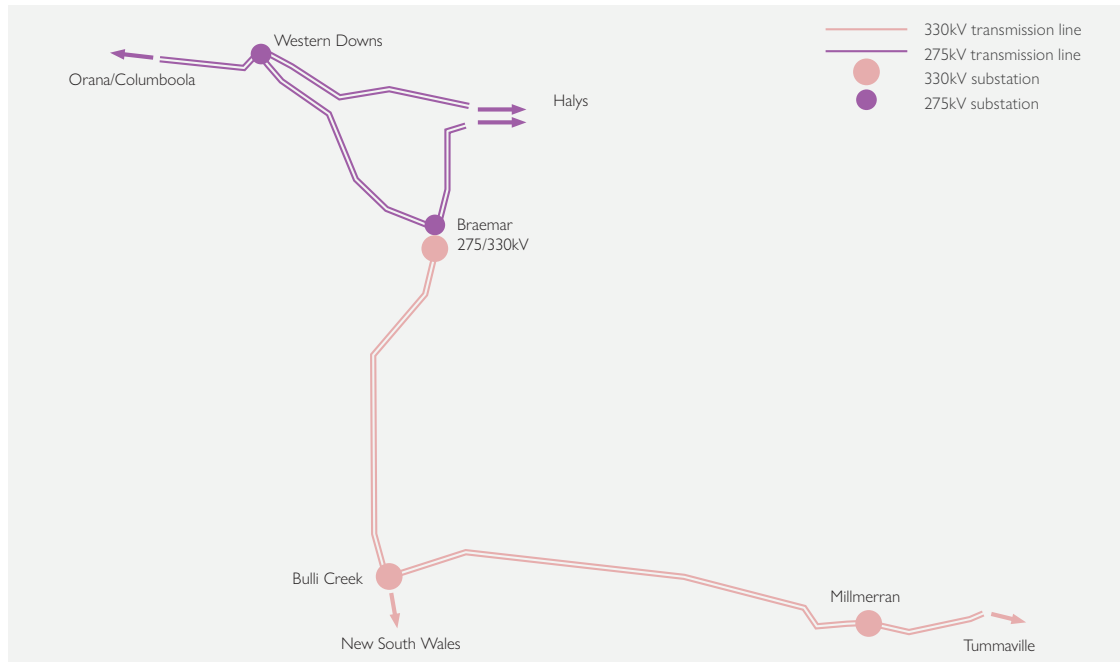 Western Downs
Orana/Columboola
Halys
330kV transmission line
275kV transmission line
330kV substation
275kV substation
Braemar
275/330kV
Bulli Creek
New South Wales
Millmerran
Tummaville